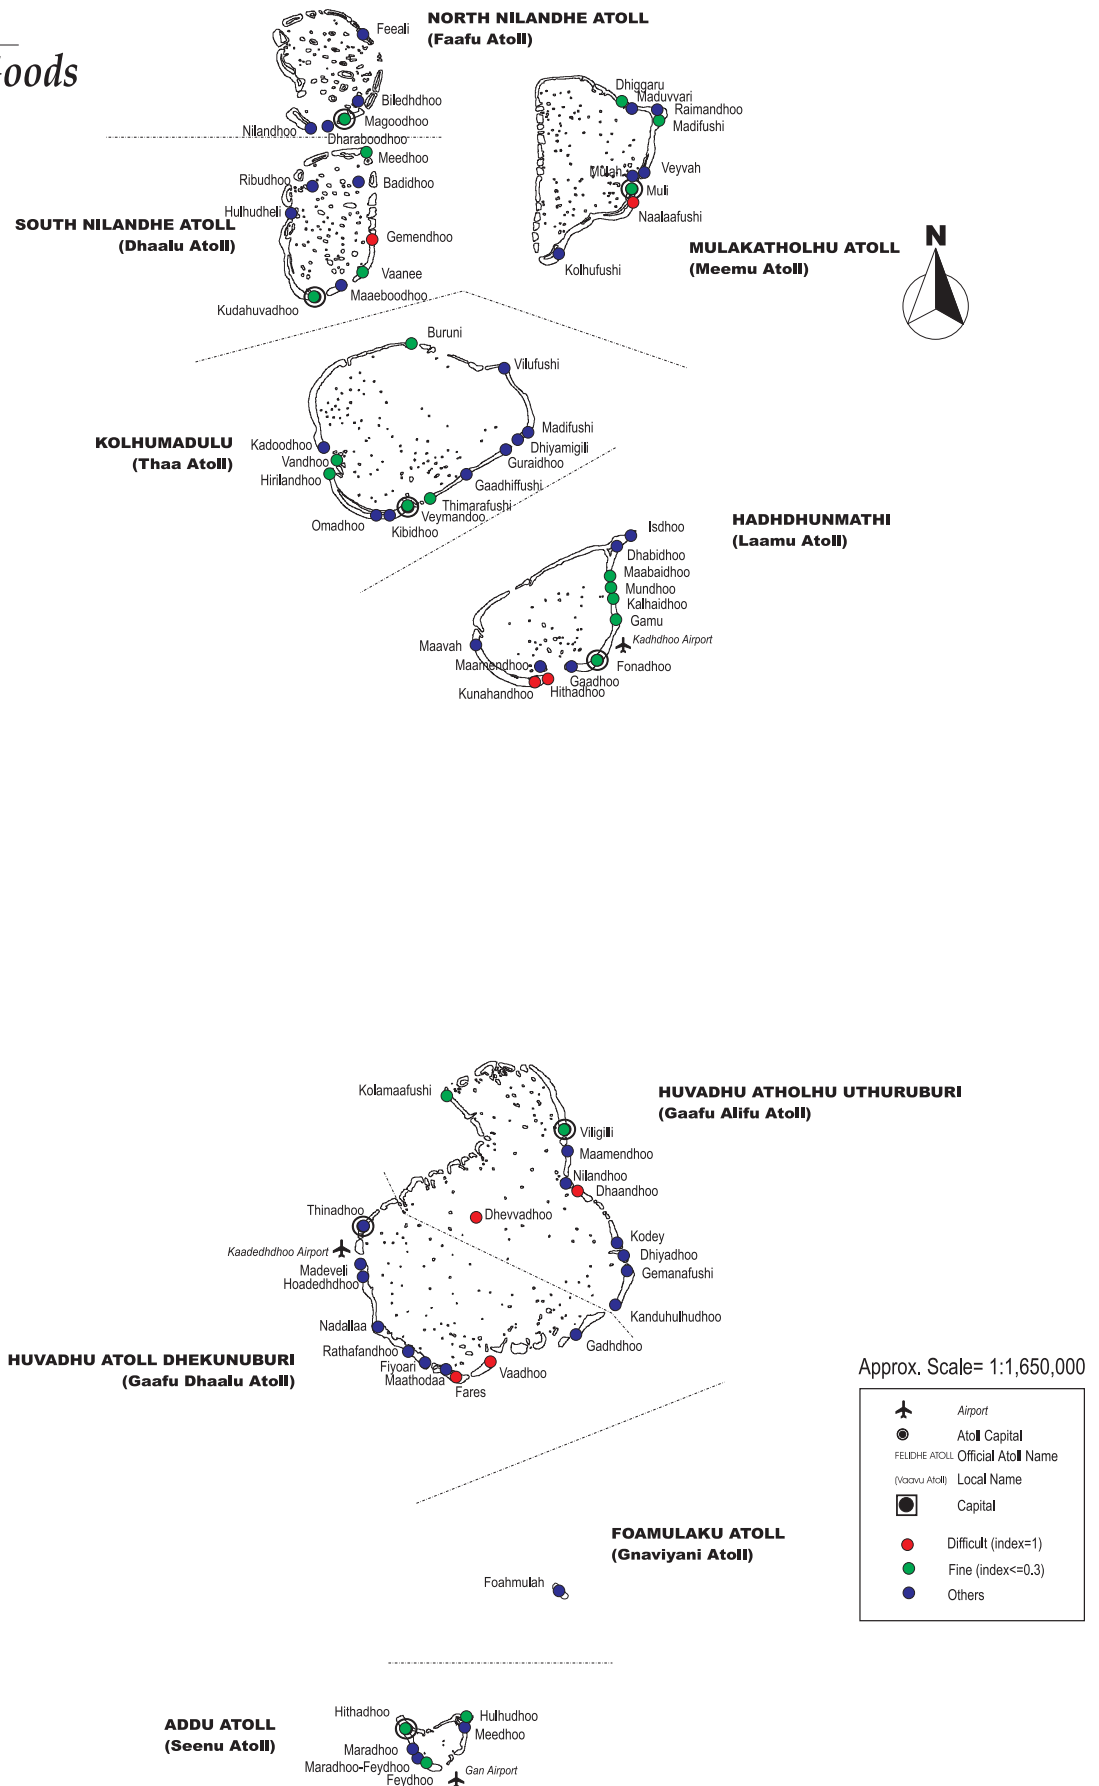 oods
NORTH NILANDHE ATOLL
(Faafu Atoll)
Feeali
Biledhdhoo
Magoodhoo
Nilandhoo
Dharaboodhoo
Dhiggaru
Maduvvari
Raimandhoo
Madifushi
Veyvah
Mulah
Muli
Naalaafushi
Kolhufushi
MULAKATHOLHU ATOLL
(Meemu Atoll)
N
Meedhoo
Ribudhoo
Badidhoo
Hulhudheli
SOUTH NILANDHE ATOLL
(Dhaalu Atoll)
Gemendhoo
Vaanee
Maaeboodhoo
Kudahuvadhoo
Buruni
Vilufushi
KOLHUMADULU
(Thaa Atoll)
Madifushi
Dhiyamigili
Guraidhoo
Kadoodhoo
Vandhoo
Hirilandhoo
Gaadhiffushi
Thimarafushi
Veymandoo
Omadhoo
Kibidhoo
HADHDHUNMATHI
(Laamu Atoll)
Isdhoo
Dhabidhoo
Maabaidhoo
Mundhoo
Kalhaidhoo
Gamu
Kadhdhoo Airport
Maavah
Maamendhoo
Fonadhoo
Gaadhoo
Kunahandhoo
Hithadhoo
Kolamaafushi
HUVADHU ATHOLHU UTHURUBURI
(Gaafu Alifu Atoll)
Viligili
Maamendhoo
Nilandhoo
Dhaandhoo
Thinadhoo
Dhevvadhoo
Kaadedhdhoo Airport
Kodey
Dhiyadhoo
Gemanafushi
Madeveli
Hoadedhdhoo
Kanduhulhudhoo
Nadallaa
Gadhdhoo
HUVADHU ATOLL DHEKUNUBURI
(Gaafu Dhaalu Atoll)
Rathafandhoo
Fiyoari
Maathodaa
Vaadhoo
Fares
Approx. Scale= 1:1,650,000
Airport
Atoll Capital
FELIDHE ATOLL Official Atoll Name
(Vaavu Atoll) Local Name
Capital
Difficult (index=1)
Fine (index<=0.3)
Others
FOAMULAKU ATOLL
(Gnaviyani Atoll)
Foahmulah
ADDU ATOLL
(Seenu Atoll)
Hithadhoo
Hulhudhoo
Meedhoo
Maradhoo
Maradhoo-Feydhoo
Feydhoo
Gan Airport